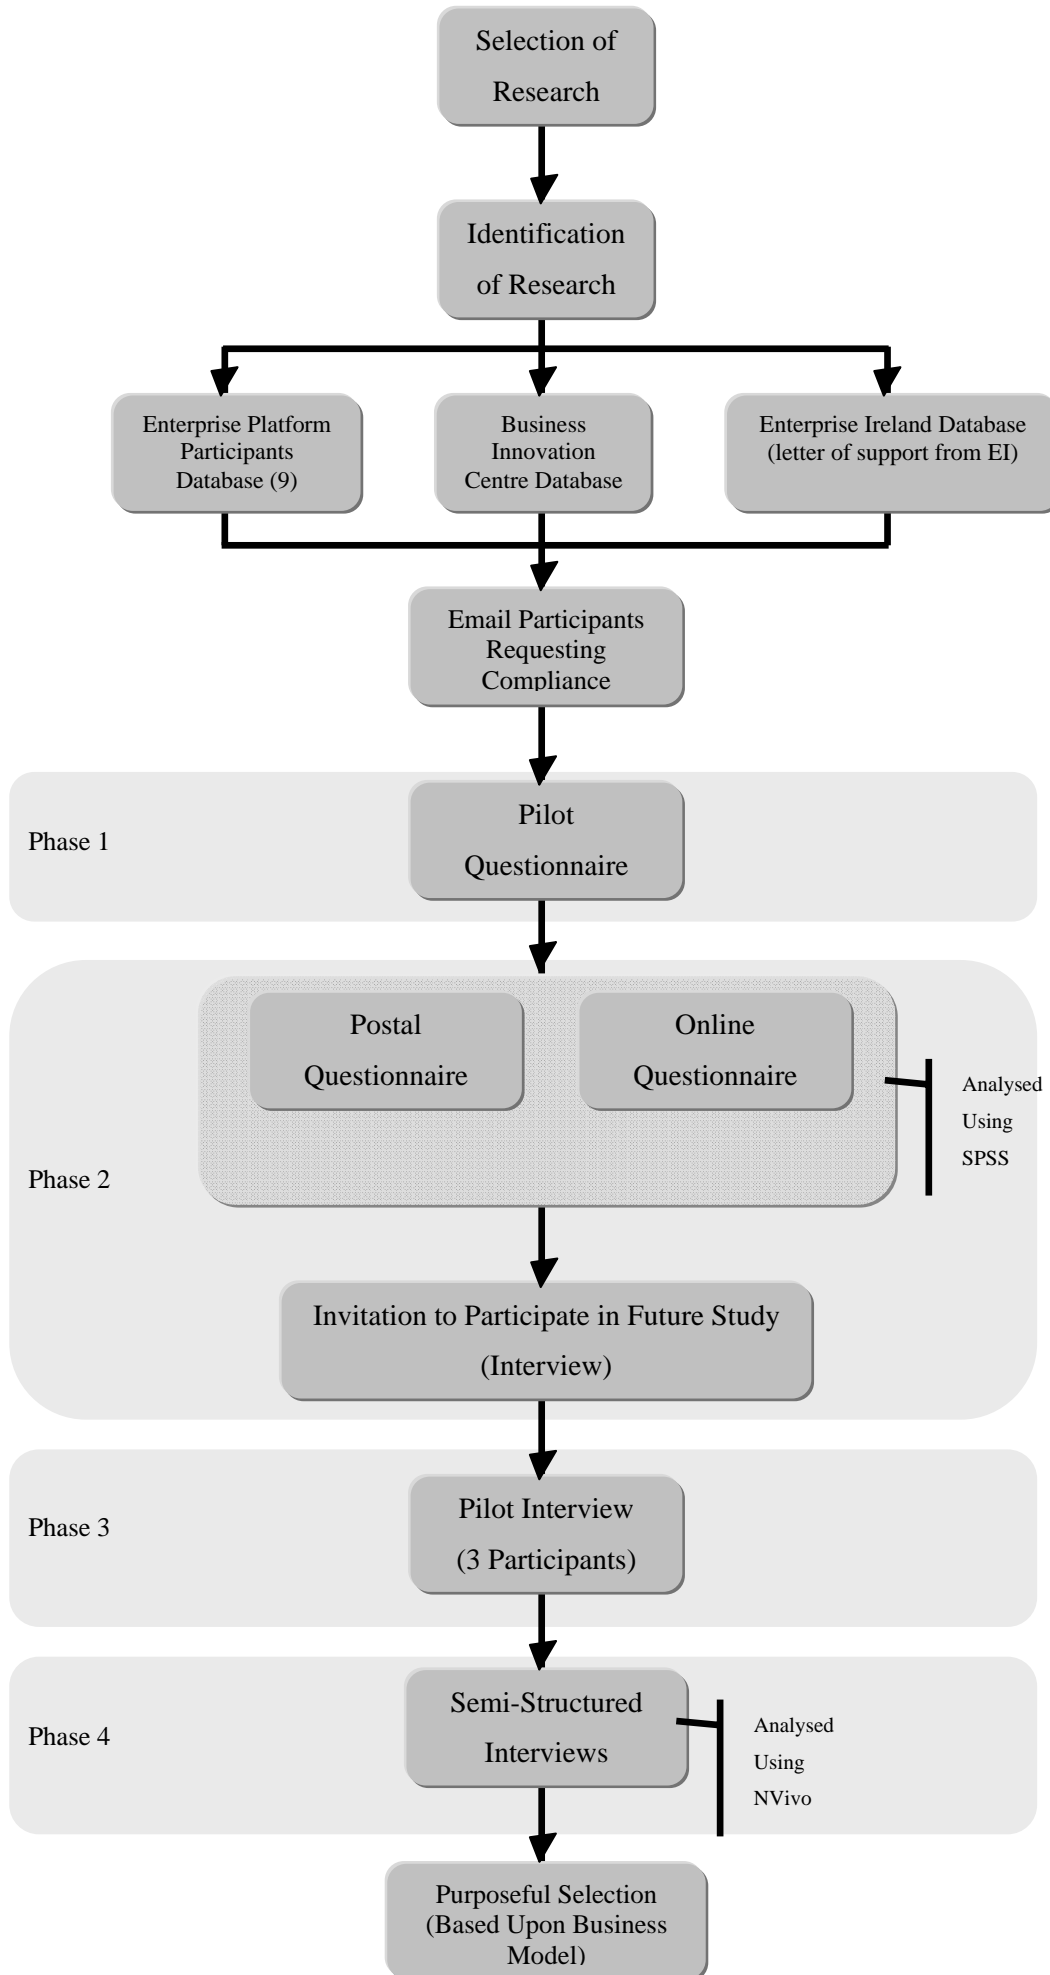 Selection of
Research
Identification
of Research
Enterprise Platform
Participants
Database (9)
Business
Innovation
Centre Database
Enterprise Ireland Database
(letter of support from EI)
Email Participants
Requesting
Compliance
Phase 1
Pilot
Questionnaire
Phase 2
Postal
Questionnaire
Online
Questionnaire
Analysed
Using
SPSS
Invitation to Participate in Future Study
(Interview)
Phase 3
Pilot Interview
(3 Participants)
Phase 4
Semi-Structured
Interviews
Analysed
Using
NVivo
Purposeful Selection
(Based Upon Business
Model)